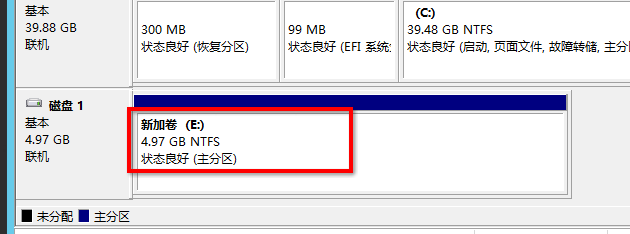 基本
39.88 GB
联机
300 MB
状态良好 (恢复分区)
99 MB
状态良好 (EFI 系统
(C:)
39.48 GB NTFS
状态良好 (启动, 页面文件, 故障转储, 主分
磁盘 1
基本
4.97 GB
联机
新加卷 (E:)
4.97 GB NTFS
状态良好 (主分区)
未分配 主分区